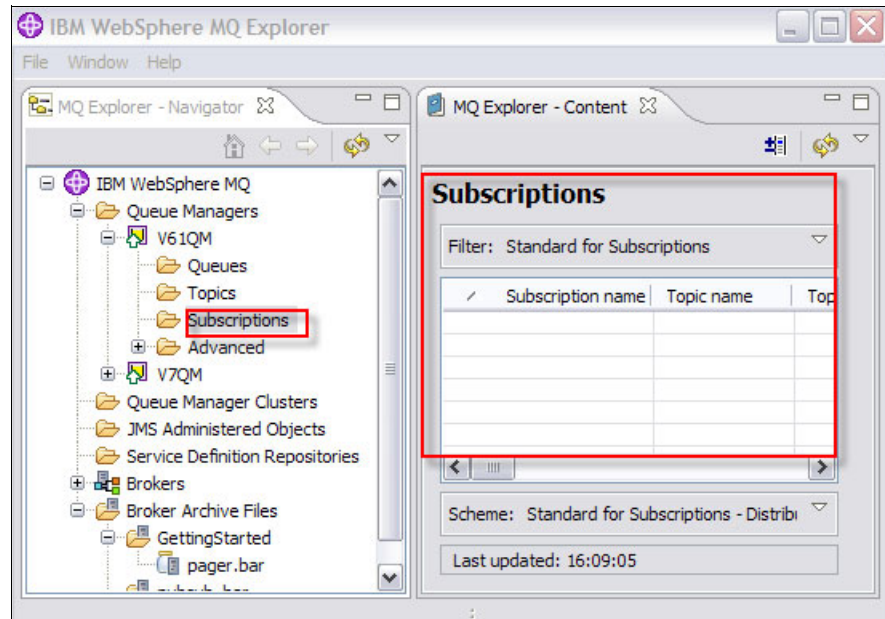 IBM WebSphere MQ Explorer
File Window Help
MQ Explorer - Navigator
IBM WebSphere MQ
Queue Managers
V61QM
Queues
Topics
Subscriptions
Advanced
V7QM
Queue Manager Clusters
JMS Administered Objects
Service Definition Repositories
Brokers
Broker Archive Files
GettingStarted
pager.bar
MQ Explorer - Content
Subscriptions
Filter: Standard for Subscriptions
Subscription name Topic name Top
Scheme: Standard for Subscriptions - Distrib
Last updated: 16:09:05